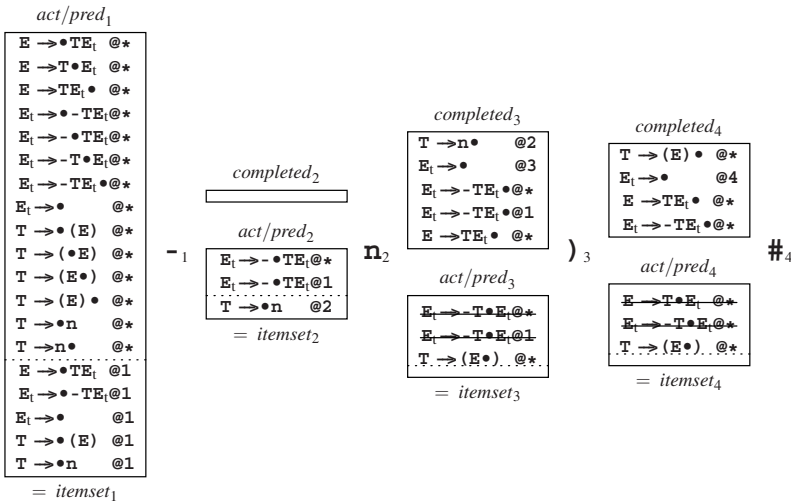 act/pred₁
E →•TEₜ @*
E →T•Eₜ @*
E →TEₜ• @*
Eₜ→•-TEₜ@*
Eₜ→-•TEₜ@*
Eₜ→-T•Eₜ@*
Eₜ→-TEₜ•@*
Eₜ→• @*
T →•(E) @*
T →(•E) @*
T →(E•) @*
T →(E)• @*
T →•n @*
T →n• @*
E →•TEₜ @1
Eₜ→•-TEₜ@1
Eₜ→• @1
T →•(E) @1
T →•n @1
= itemset₁
-₁
completed₂
act/pred₂
Eₜ→-•TEₜ@*
Eₜ→-•TEₜ@1
T →•n @2
= itemset₂
n₂
completed₃
T →n• @2
Eₜ→• @3
Eₜ→-TEₜ•@*
Eₜ→-TEₜ•@1
E →TEₜ• @*
act/pred₃
Eₜ→-T•Eₜ@*
Eₜ→-T•Eₜ@1
T →(E•) @*
= itemset₃
)₃
completed₄
T →(E)• @*
Eₜ→• @4
E →TEₜ• @*
Eₜ→-TEₜ•@*
act/pred₄
E →T•Eₜ @*
Eₜ→-T•Eₜ@*
T →(E•) @*
= itemset₄
#₄